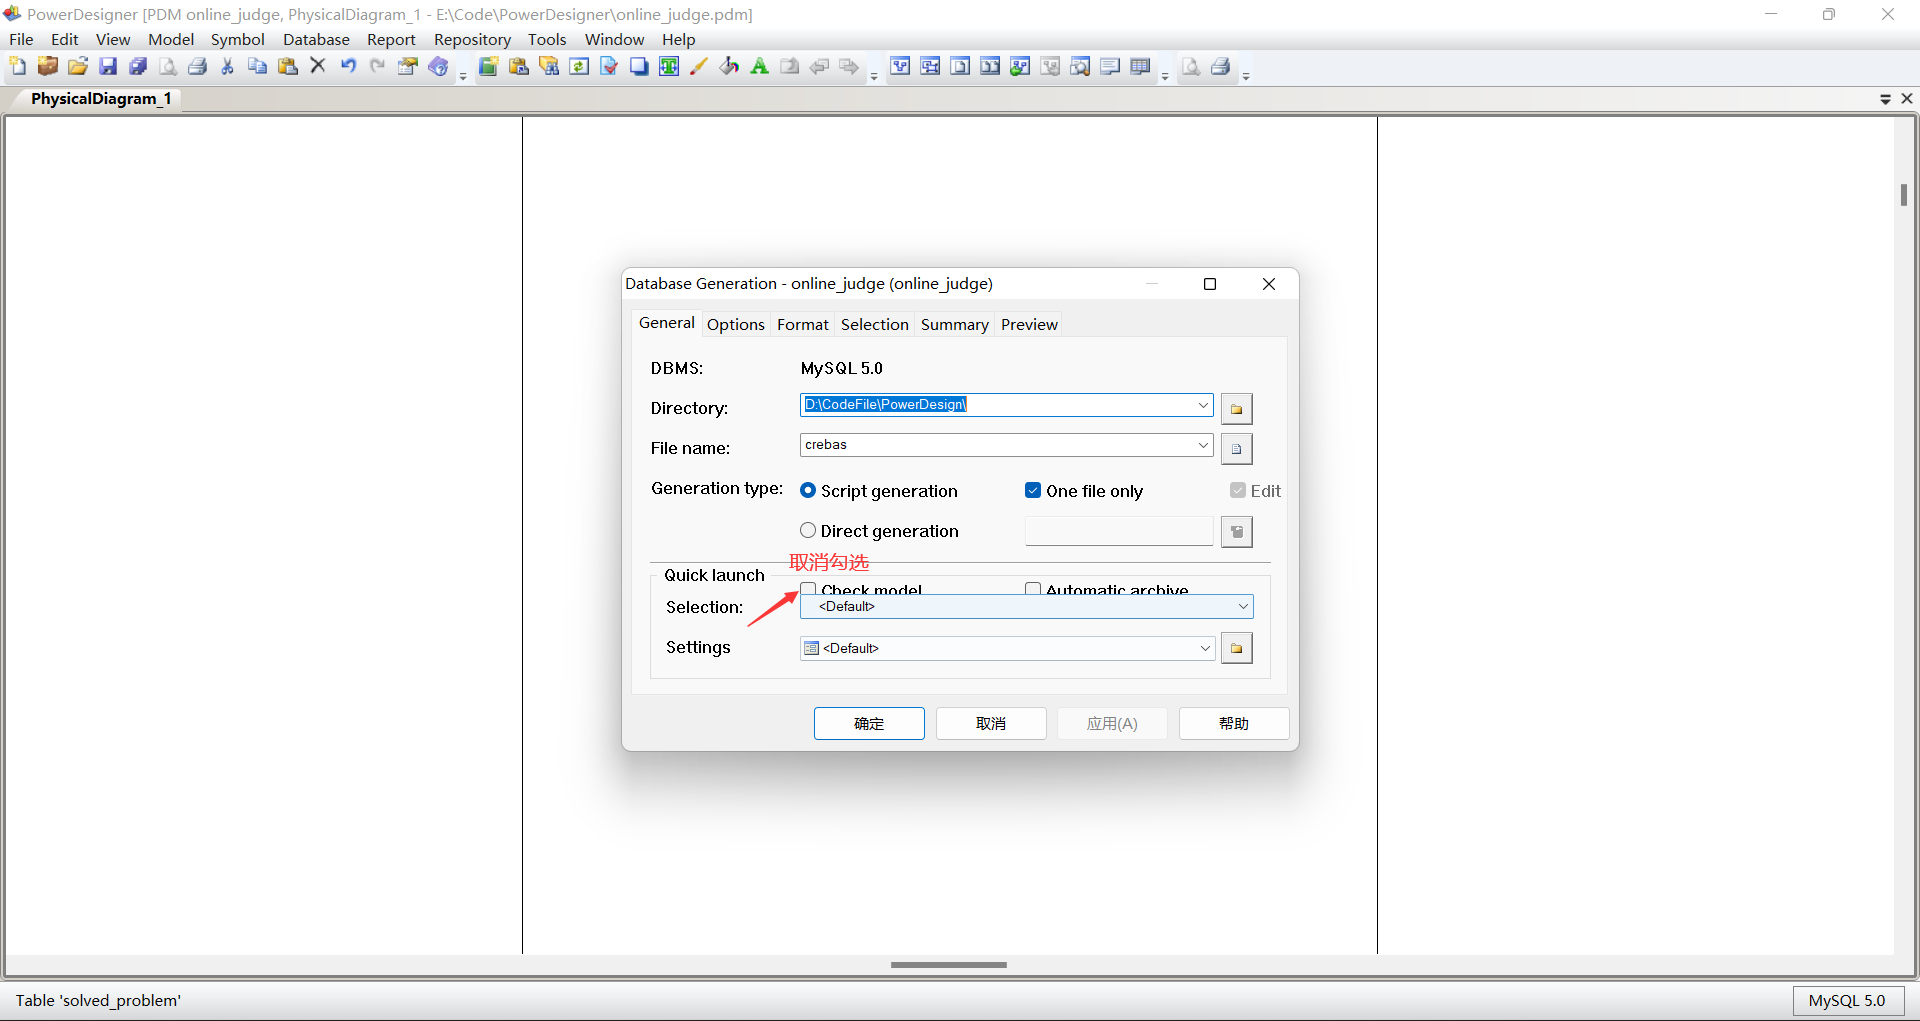 PowerDesigner [PDM online_judge, PhysicalDiagram_1 - E:\Code\PowerDesigner\online_judge.pdm]
File Edit View Model Symbol Database Report Repository Tools Window Help
PhysicalDiagram_1
Database Generation - online_judge (online_judge)
General Options Format Selection Summary Preview
DBMS: MySQL 5.0
Directory: D:\CodeFile\PowerDesign\
File name: crebas
Generation type: Script generation One file only Edit
Direct generation
取消勾选
Quick launch
Check model Automatic archive
Selection: <Default>
Settings <Default>
确定 取消 应用(A) 帮助
Table 'solved_problem' MySQL 5.0